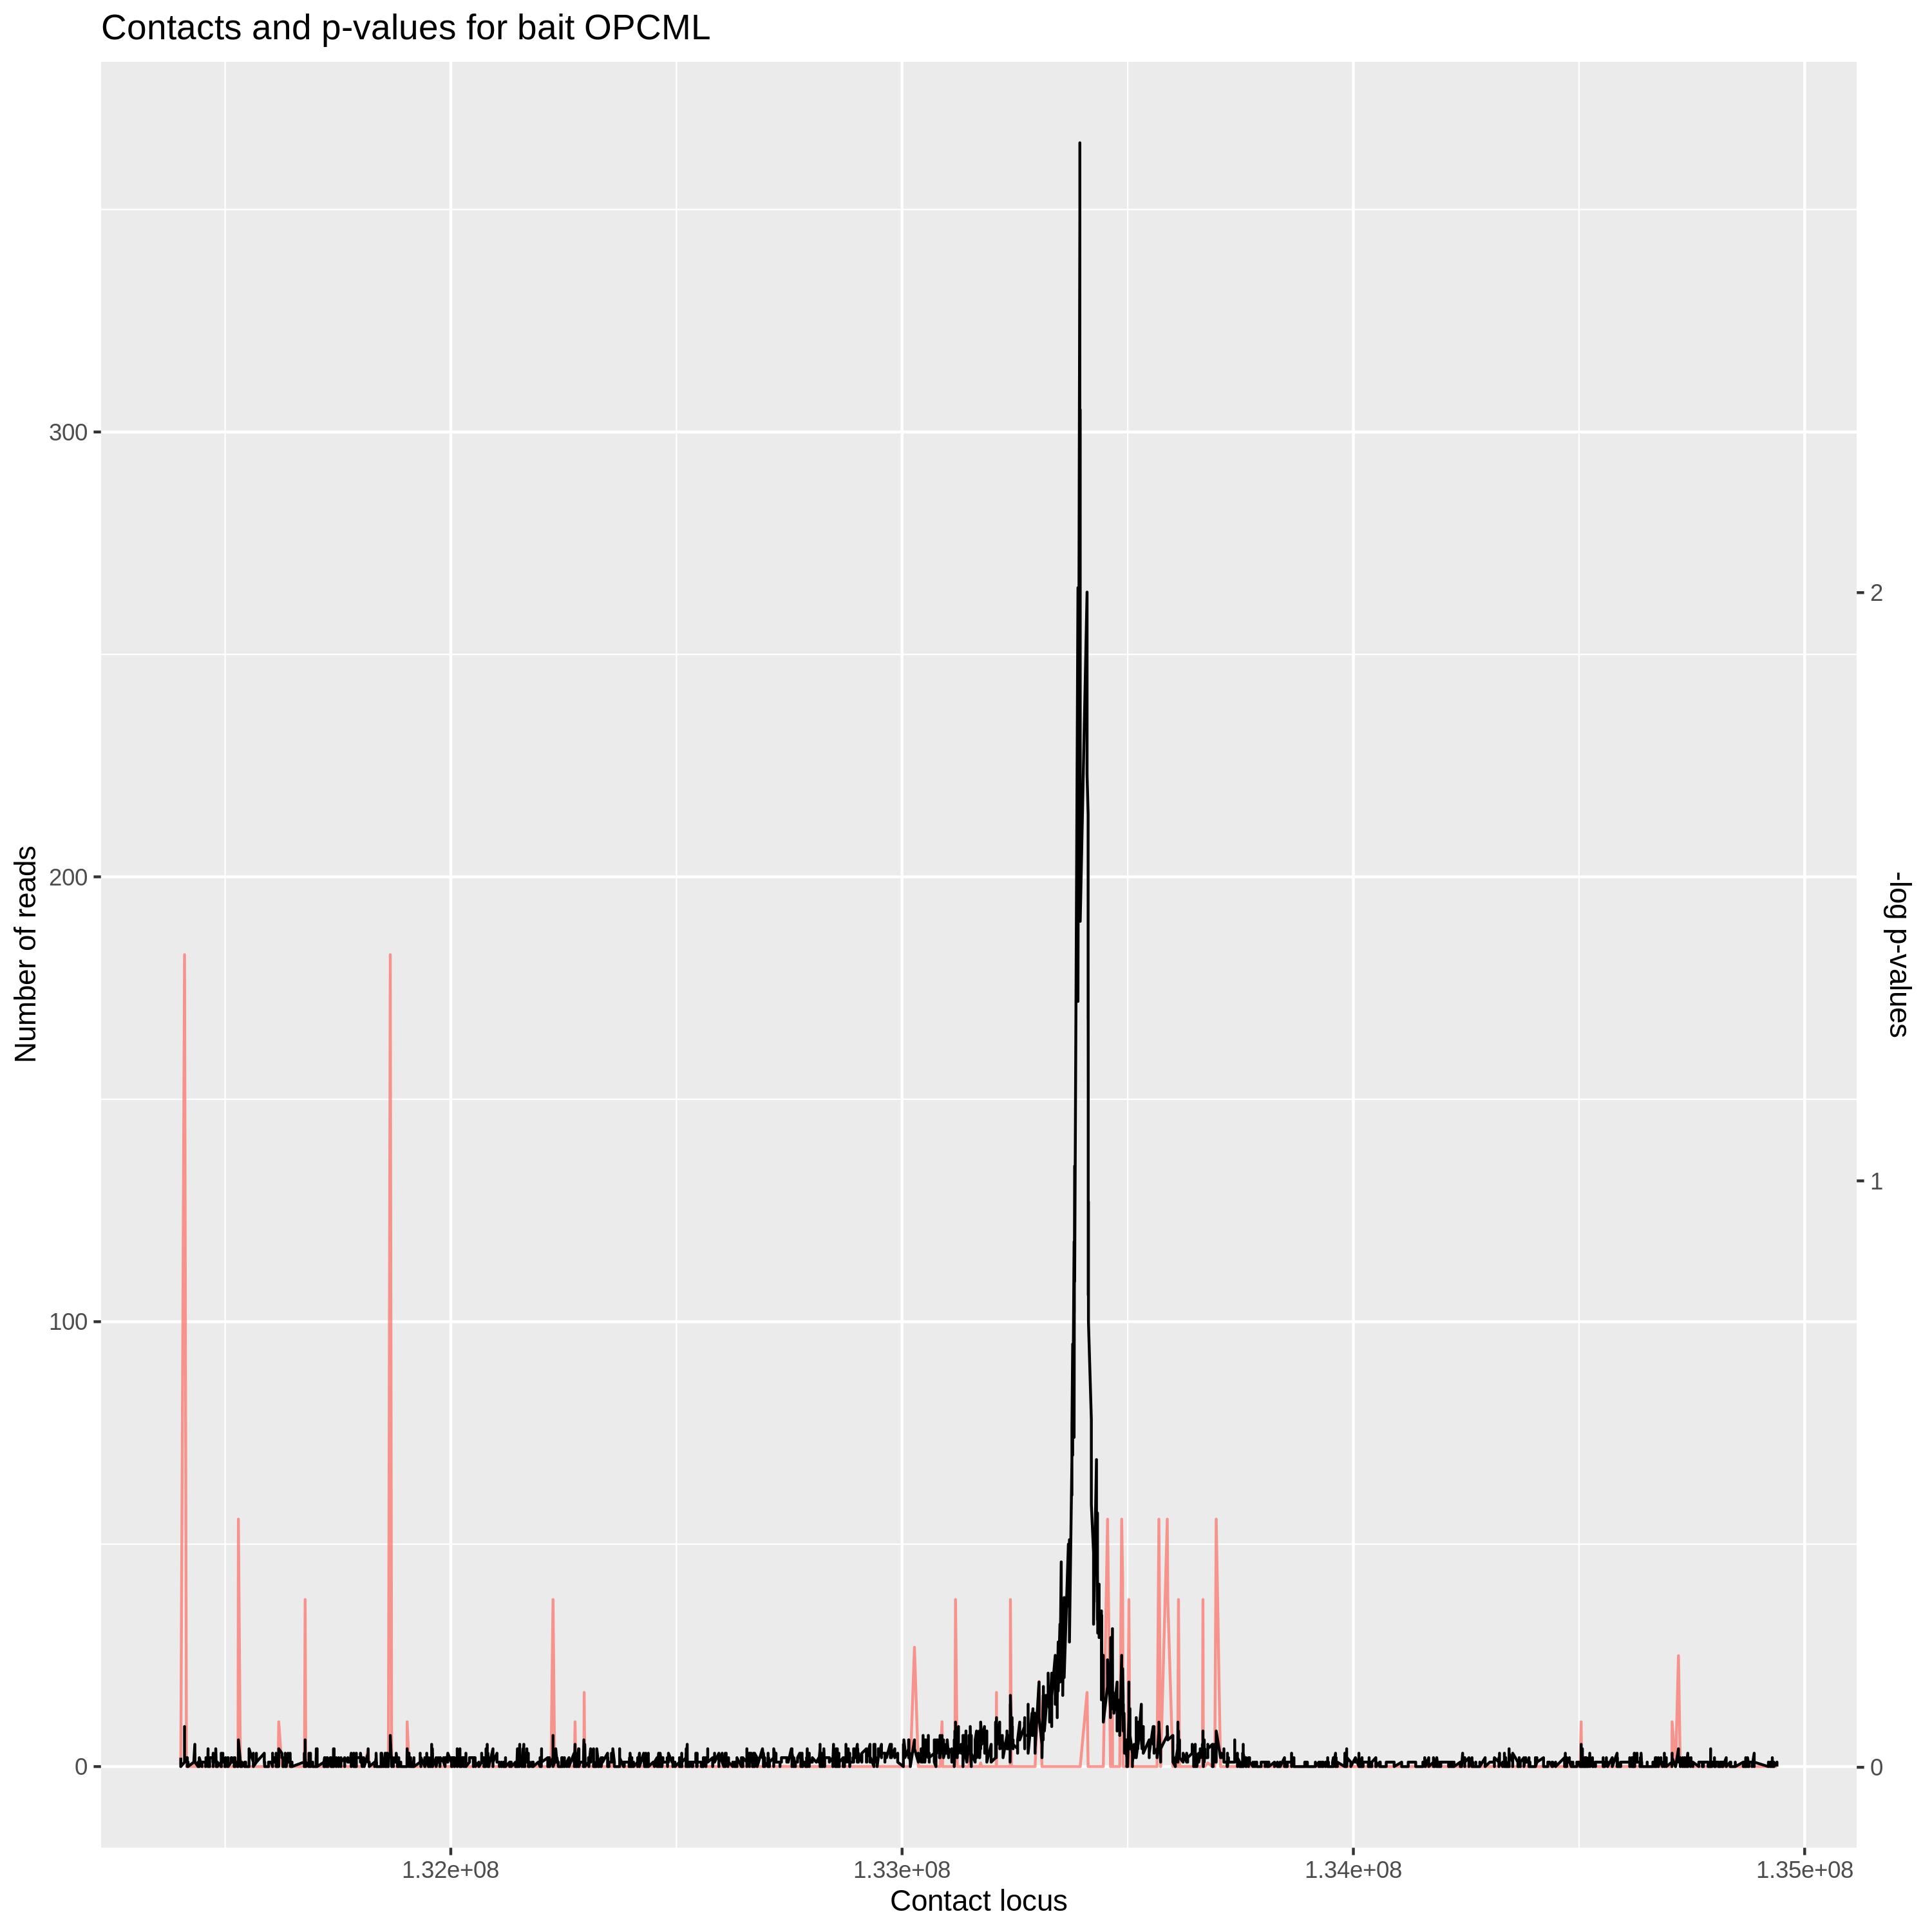 Contacts and p-values for bait OPCML
Number of reads
300
200
100
0
2
1
0
-log p-values
1.32e+08
1.33e+08
1.34e+08
1.35e+08
Contact locus